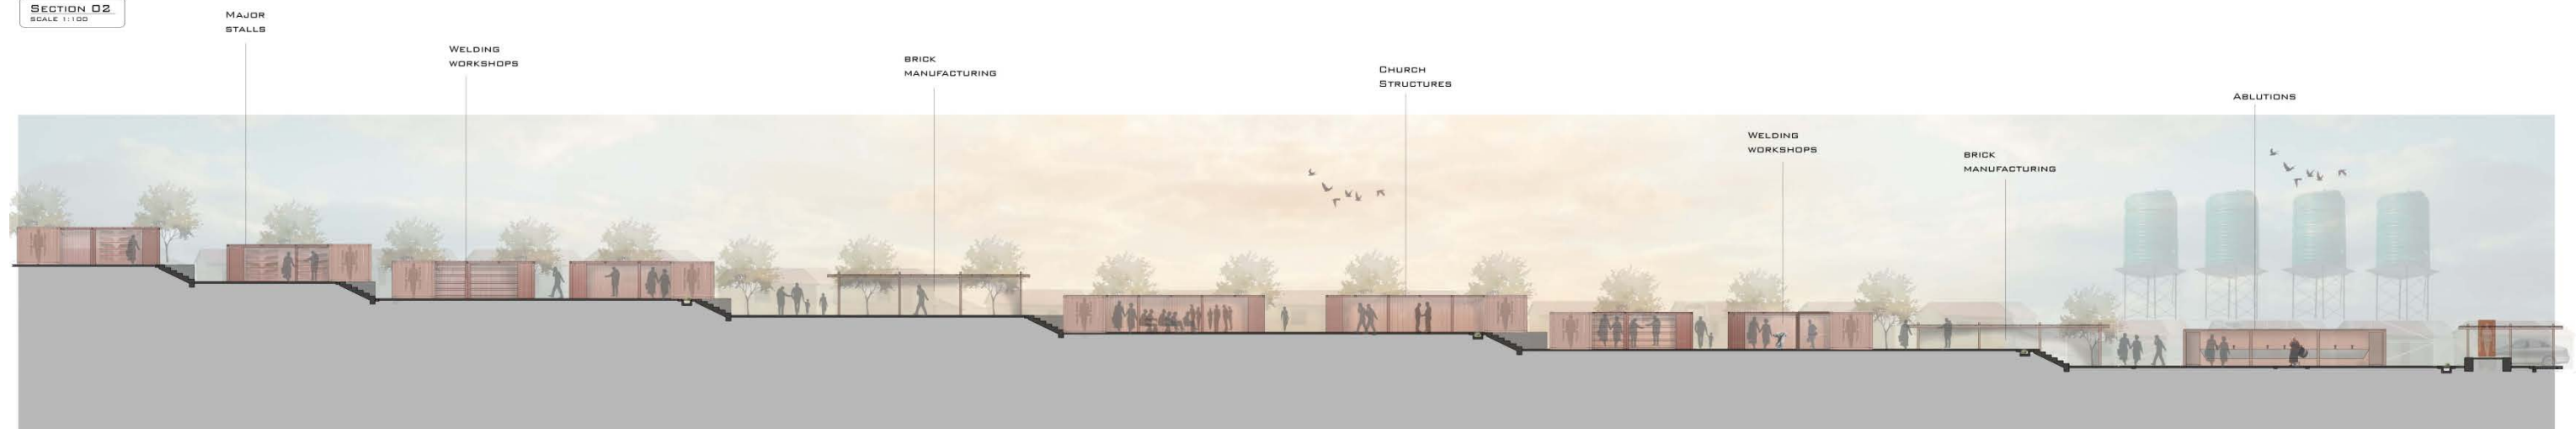 SECTION 02
SCALE 1:100
MAJOR
STALLS
WELDING
WORKSHOPS
BRICK
MANUFACTURING
CHURCH
STRUCTURES
WELDING
WORKSHOPS
BRICK
MANUFACTURING
ABLUTIONS